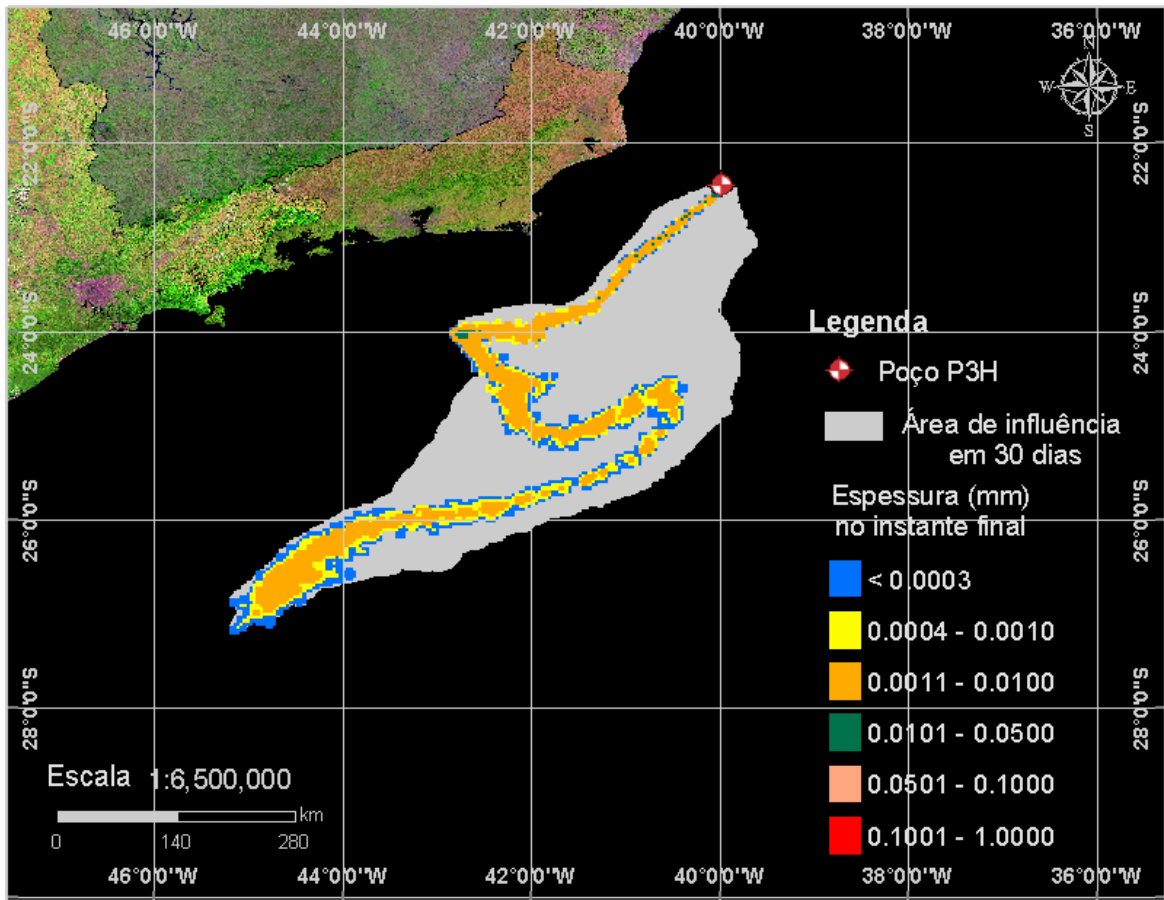 46°0'0"W 44°0'0"W 42°0'0"W 40°0'0"W 38°0'0"W 36°0'0"W
N
W E
S
22°0'0"S 22°0'0"S
24°0'0"S 24°0'0"S
26°0'0"S 26°0'0"S
28°0'0"S 28°0'0"S
Legenda
Poço P3H
Área de influência
em 30 dias
Espessura (mm)
no instante final
< 0.0003
0.0004 - 0.0010
0.0011 - 0.0100
0.0101 - 0.0500
0.0501 - 0.1000
0.1001 - 1.0000
Escala 1:6,500,000
km
0 140 280
46°0'0"W 44°0'0"W 42°0'0"W 40°0'0"W 38°0'0"W 36°0'0"W